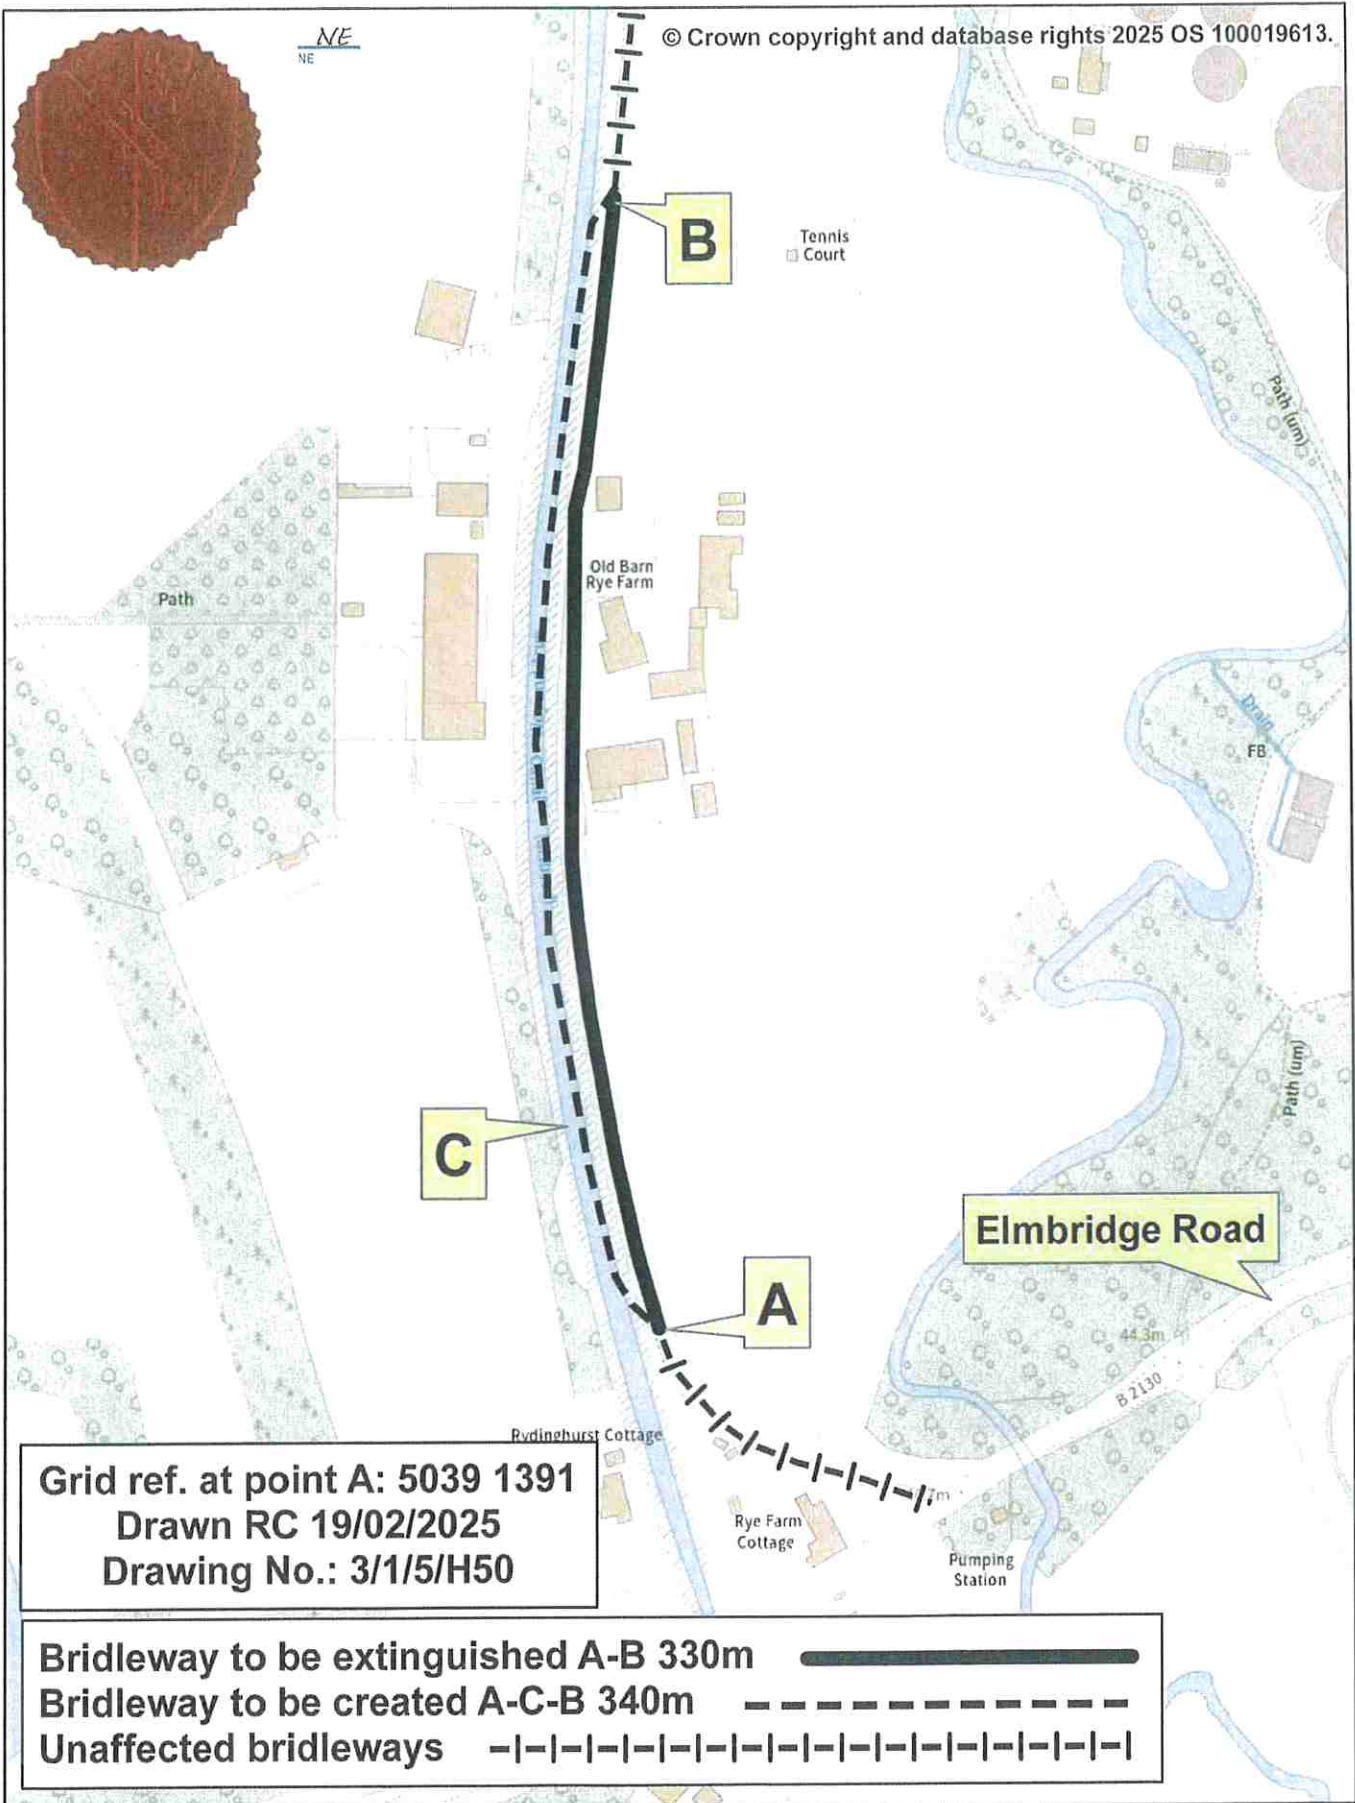 NE
NE
© Crown copyright and database rights 2025 OS 100019613.
B
Tennis
Court
Path (um)
Old Barn
Rye Farm
Path
Drain
FB
Path (um)
C
Elmbridge Road
A
44.3m
B 2130
Rydinghurst Cottage
Rye Farm
Cottage
Pumping
Station
Grid ref. at point A: 5039 1391
Drawn RC 19/02/2025
Drawing No.: 3/1/5/H50
Bridleway to be extinguished A-B 330m
Bridleway to be created A-C-B 340m
Unaffected bridleways